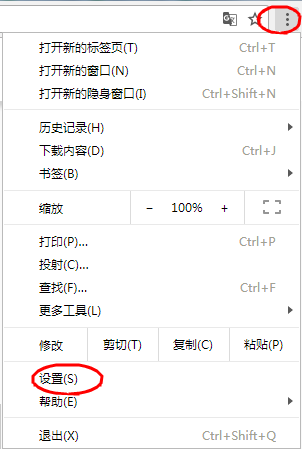 打开新的标签页(T) Ctrl+T
打开新的窗口(N) Ctrl+N
打开新的隐身窗口(I) Ctrl+Shift+N
历史记录(H)
下载内容(D) Ctrl+J
书签(B)
缩放 − 100% +
打印(P)... Ctrl+P
投射(C)...
查找(F)... Ctrl+F
更多工具(L)
修改 剪切(T) 复制(C) 粘贴(P)
设置(S)
帮助(E)
退出(X) Ctrl+Shift+Q